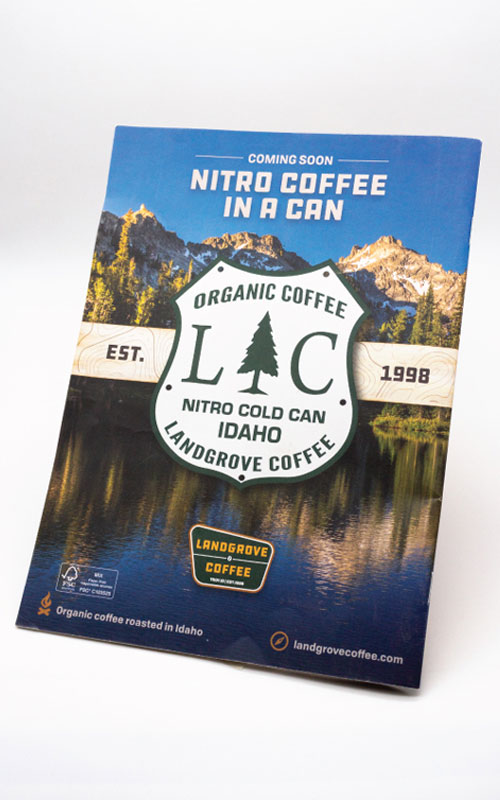 COMING SOON
NITRO COFFEE
IN A CAN
ORGANIC COFFEE
L C
EST.
1998
NITRO COLD CAN
IDAHO
LANDGROVE COFFEE
LANDGROVE
COFFEE
MIX
FSC
Organic coffee roasted in Idaho
landgrovecoffee.com